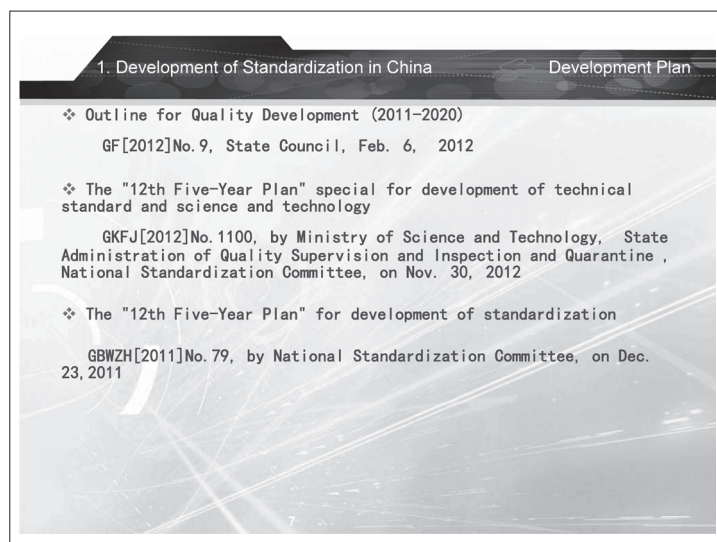 1. Development of Standardization in China Development Plan
❖ Outline for Quality Development (2011-2020)
GF[2012]No.9, State Council, Feb. 6, 2012
❖ The "12th Five-Year Plan" special for development of technical
standard and science and technology
GKFJ[2012]No.1100, by Ministry of Science and Technology, State
Administration of Quality Supervision and Inspection and Quarantine ,
National Standardization Committee, on Nov. 30, 2012
❖ The "12th Five-Year Plan" for development of standardization
GBWZH[2011]No.79, by National Standardization Committee, on Dec.
23,2011
7